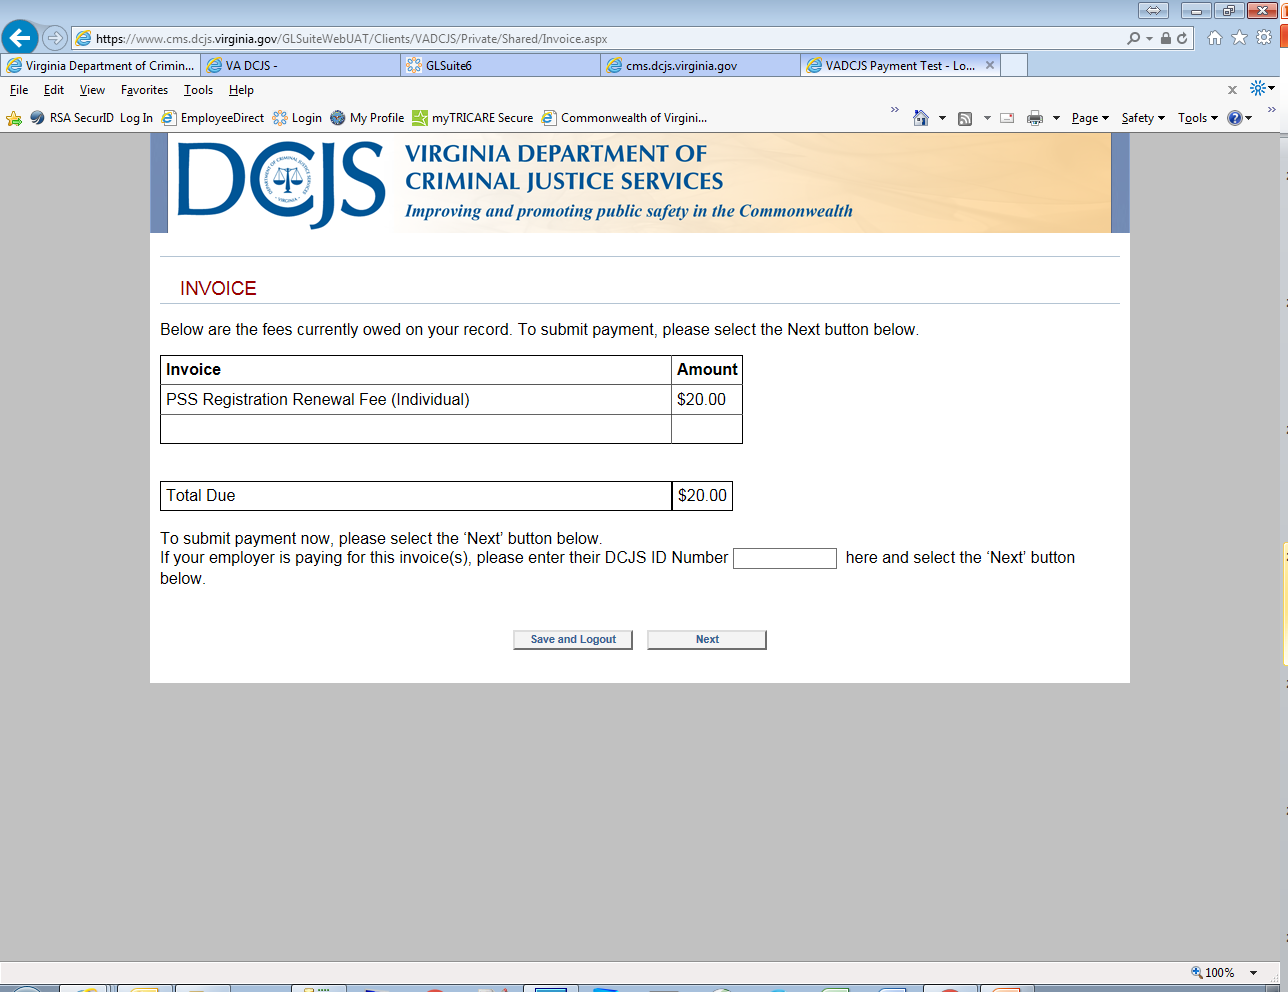 https://www.cms.dcjs.virginia.gov/GLSuiteWebUAT/Clients/VADCJS/Private/Shared/Invoice.aspx
Virginia Department of Crimin... VA DCJS - GLSuite6 cms.dcjs.virginia.gov VADCJS Payment Test - Lo...
File Edit View Favorites Tools Help
RSA SecurID Log In EmployeeDirect Login My Profile myTRICARE Secure Commonwealth of Virgini... Page Safety Tools
DCJS
VIRGINIA DEPARTMENT OF
CRIMINAL JUSTICE SERVICES
Improving and promoting public safety in the Commonwealth
INVOICE
Below are the fees currently owed on your record. To submit payment, please select the Next button below.
Invoice Amount
PSS Registration Renewal Fee (Individual) $20.00
Total Due $20.00
To submit payment now, please select the ‘Next’ button below.
If your employer is paying for this invoice(s), please enter their DCJS ID Number here and select the ‘Next’ button
below.
Save and Logout Next
100%